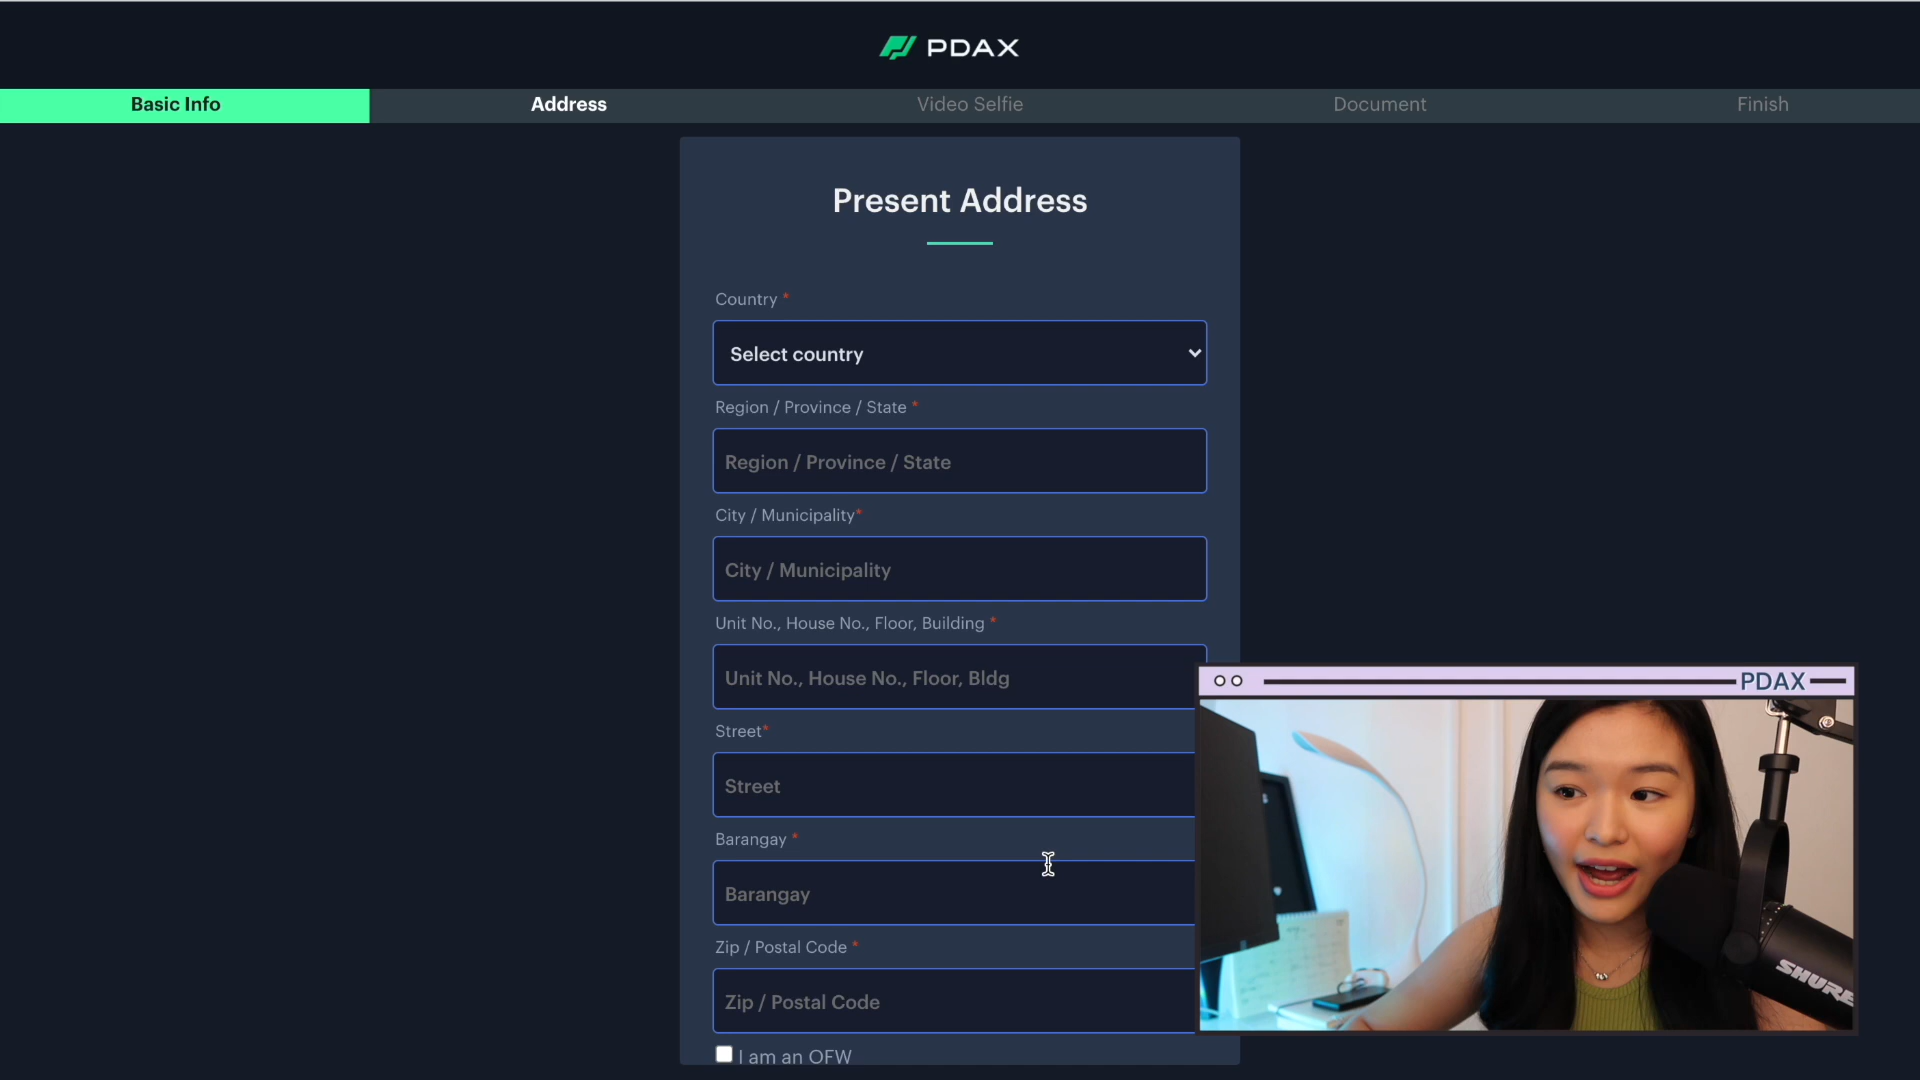 PDAX
Basic Info
Address
Video Selfie
Document
Finish
Present Address
Country *
Select country
Region / Province / State *
Region / Province / State
City / Municipality*
City / Municipality
Unit No., House No., Floor, Building *
Unit No., House No., Floor, Bldg
Street*
Street
Barangay *
Barangay
Zip / Postal Code *
Zip / Postal Code
I am an OFW
PDAX
SHURE